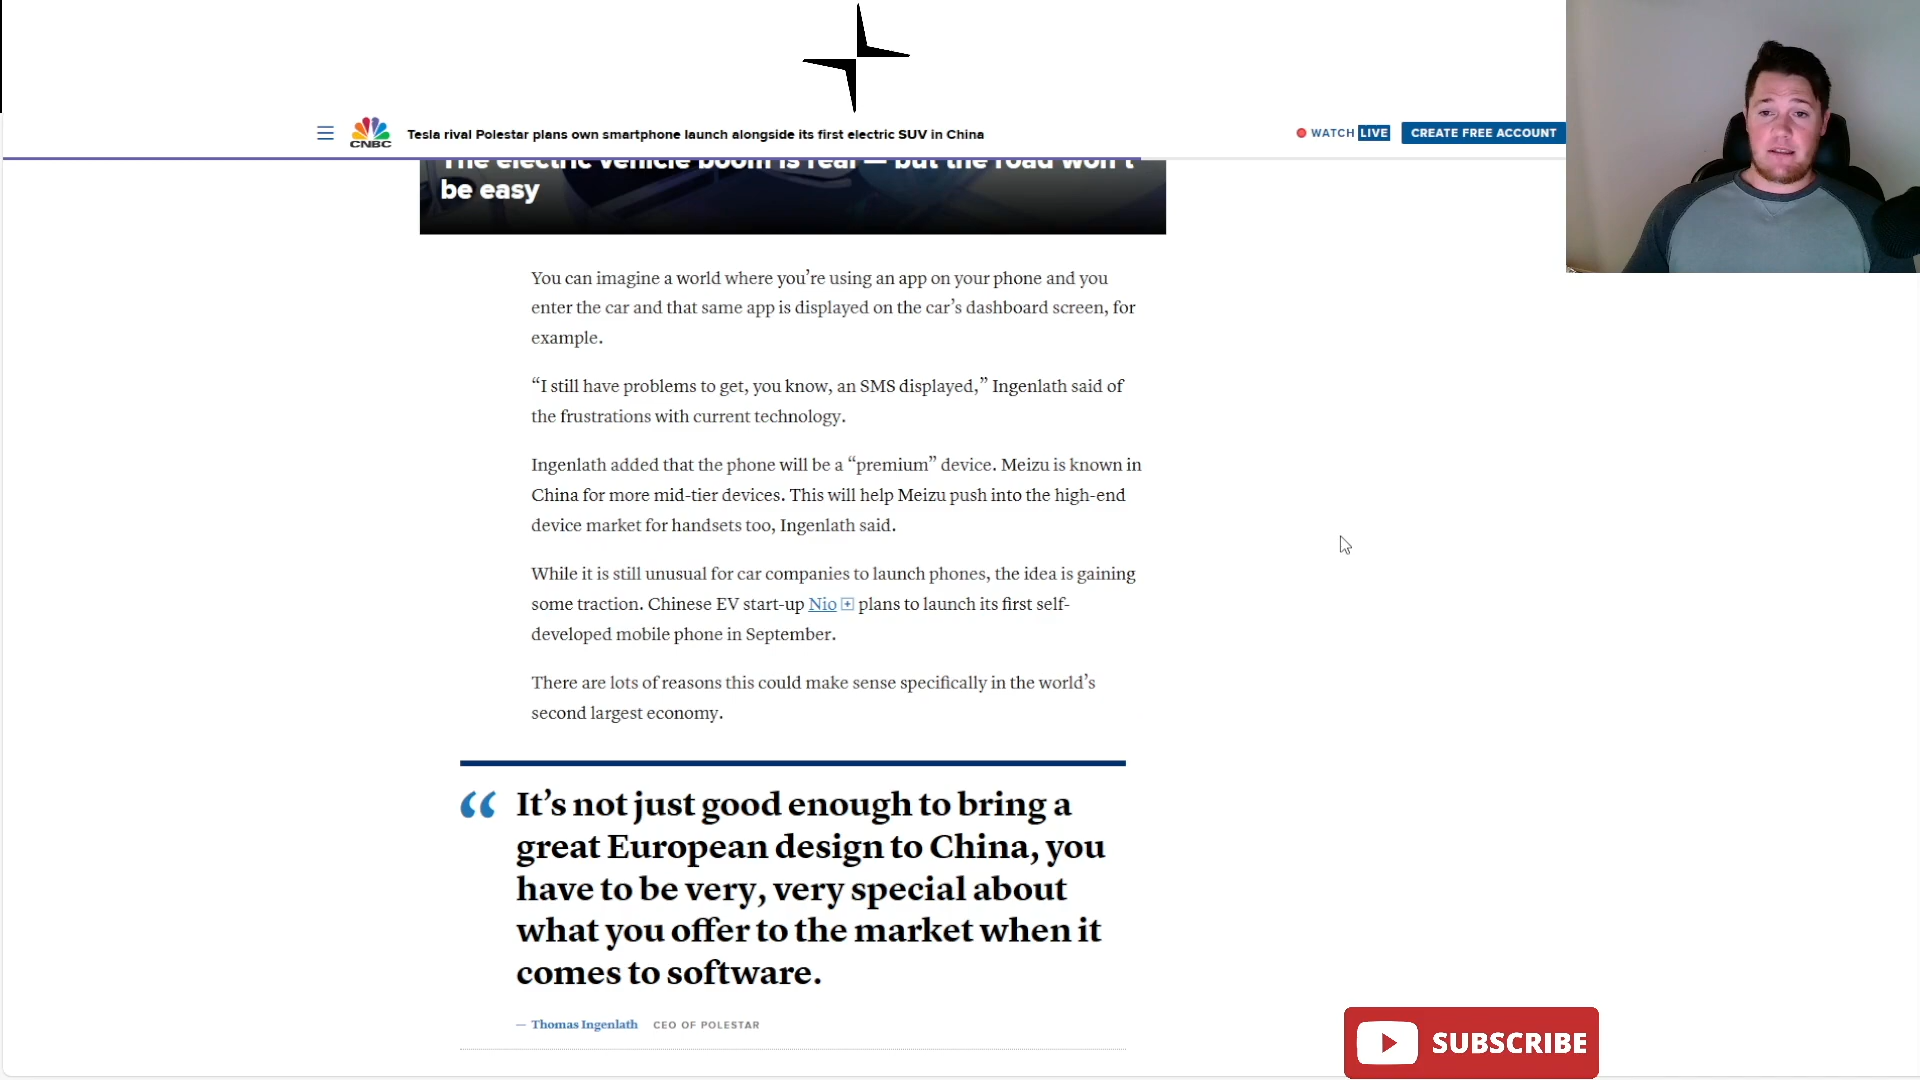 CNBC
Tesla rival Polestar plans own smartphone launch alongside its first electric SUV in China
WATCH LIVE
CREATE FREE ACCOUNT
The electric vehicle boom is real — but the road won't
be easy
You can imagine a world where you’re using an app on your phone and you
enter the car and that same app is displayed on the car’s dashboard screen, for
example.
“I still have problems to get, you know, an SMS displayed,” Ingenlath said of
the frustrations with current technology.
Ingenlath added that the phone will be a “premium” device. Meizu is known in
China for more mid-tier devices. This will help Meizu push into the high-end
device market for handsets too, Ingenlath said.
While it is still unusual for car companies to launch phones, the idea is gaining
some traction. Chinese EV start-up Nio plans to launch its first self-
developed mobile phone in September.
There are lots of reasons this could make sense specifically in the world’s
second largest economy.
“ It’s not just good enough to bring a
great European design to China, you
have to be very, very special about
what you offer to the market when it
comes to software.
— Thomas Ingenlath CEO OF POLESTAR
SUBSCRIBE